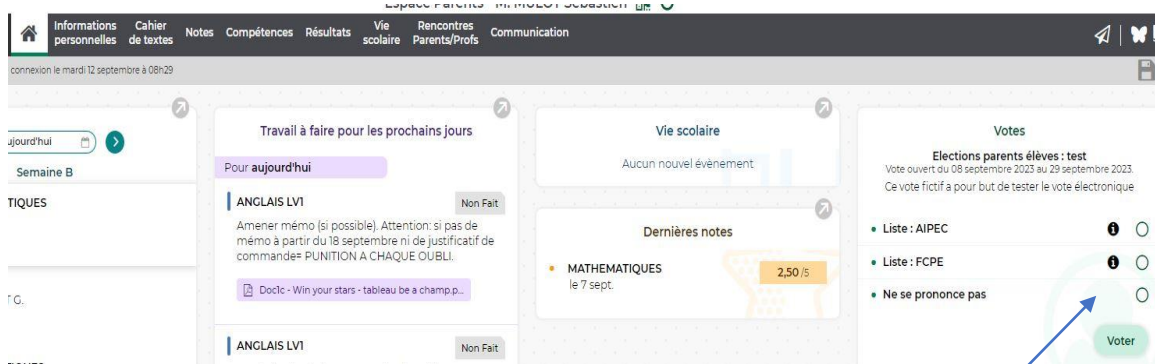 Espace Parents - M. MULOT Sébastien
Informations personnelles
Cahier de textes
Notes
Compétences
Résultats
Vie scolaire
Rencontres Parents/Profs
Communication
connexion le mardi 12 septembre à 08h29
ujourd'hui
Semaine B
TIQUES
T G.
Travail à faire pour les prochains jours
Pour aujourd'hui
ANGLAIS LV1
Non Fait
Amener mémo (si possible). Attention: si pas de
mémo à partir du 18 septembre ni de justificatif de
commande= PUNITION A CHAQUE OUBLI.
Doc1c - Win your stars - tableau be a champ.p...
ANGLAIS LV1
Non Fait
Vie scolaire
Aucun nouvel évènement
Dernières notes
MATHEMATIQUES
2,50 /5
le 7 sept.
Votes
Elections parents élèves : test
Vote ouvert du 08 septembre 2023 au 29 septembre 2023.
Ce vote fictif a pour but de tester le vote électronique
• Liste : AIPEC
• Liste : FCPE
• Ne se prononce pas
Voter